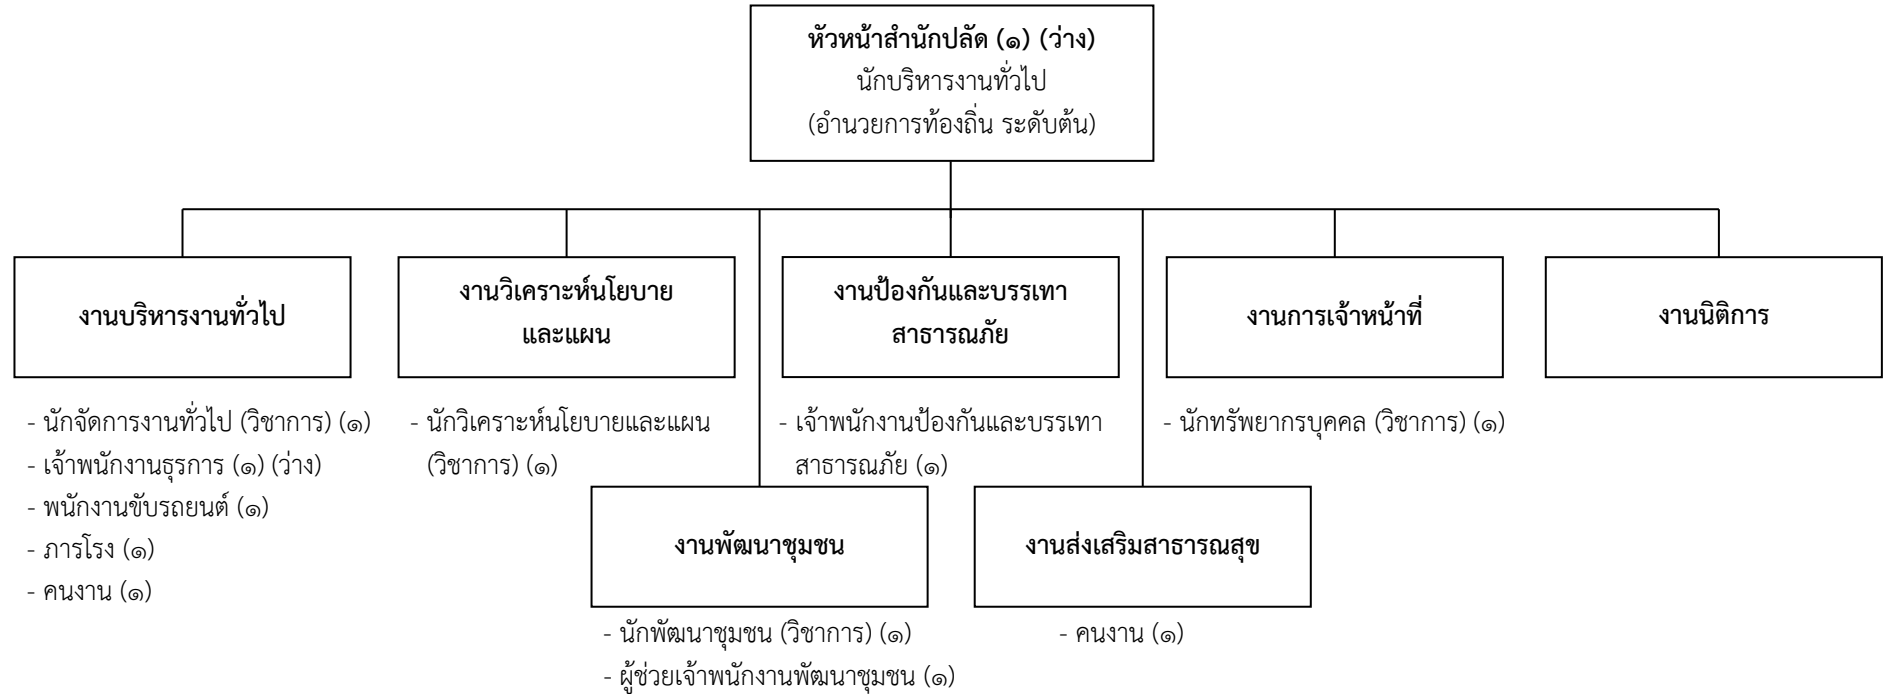 หัวหน้าสำนักปลัด (๑) (ว่าง)
นักบริหารงานทั่วไป
(อำนวยการท้องถิ่น ระดับต้น)
งานบริหารงานทั่วไป
- นักจัดการงานทั่วไป (วิชาการ) (๑)
- เจ้าพนักงานธุรการ (๑) (ว่าง)
- พนักงานขับรถยนต์ (๑)
- ภารโรง (๑)
- คนงาน (๑)
งานวิเคราะห์นโยบาย
และแผน
- นักวิเคราะห์นโยบายและแผน
(วิชาการ) (๑)
งานป้องกันและบรรเทา
สาธารณภัย
- เจ้าพนักงานป้องกันและบรรเทา
สาธารณภัย (๑)
งานการเจ้าหน้าที่
- นักทรัพยากรบุคคล (วิชาการ) (๑)
งานนิติการ
งานพัฒนาชุมชน
- นักพัฒนาชุมชน (วิชาการ) (๑)
- ผู้ช่วยเจ้าพนักงานพัฒนาชุมชน (๑)
งานส่งเสริมสาธารณสุข
- คนงาน (๑)